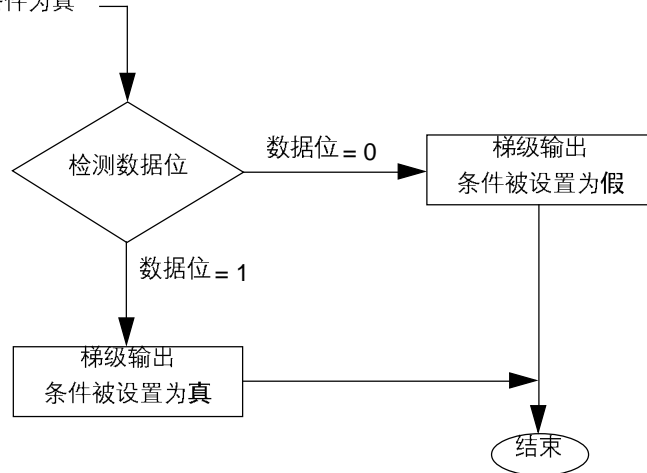 件为真
检测数据位
数据位 = 0
梯级输出
条件被设置为假
数据位 = 1
梯级输出
条件被设置为真
结束